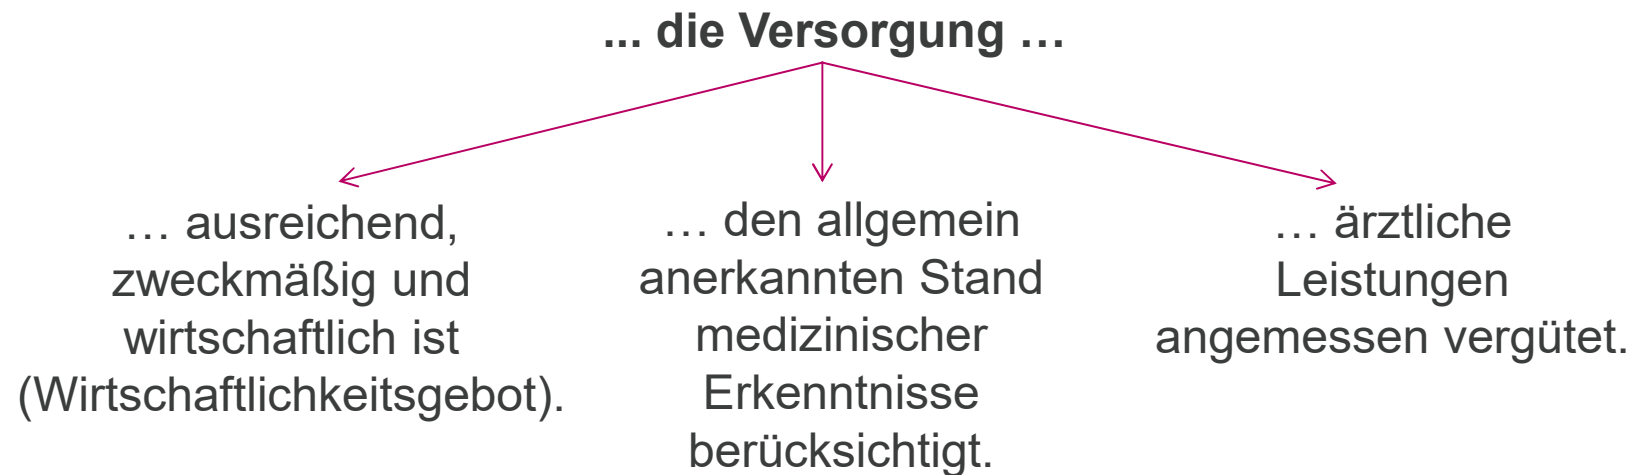 ... die Versorgung …
… ausreichend,
zweckmäßig und
wirtschaftlich ist
(Wirtschaftlichkeitsgebot).
… den allgemein
anerkannten Stand
medizinischer
Erkenntnisse
berücksichtigt.
… ärztliche
Leistungen
angemessen vergütet.